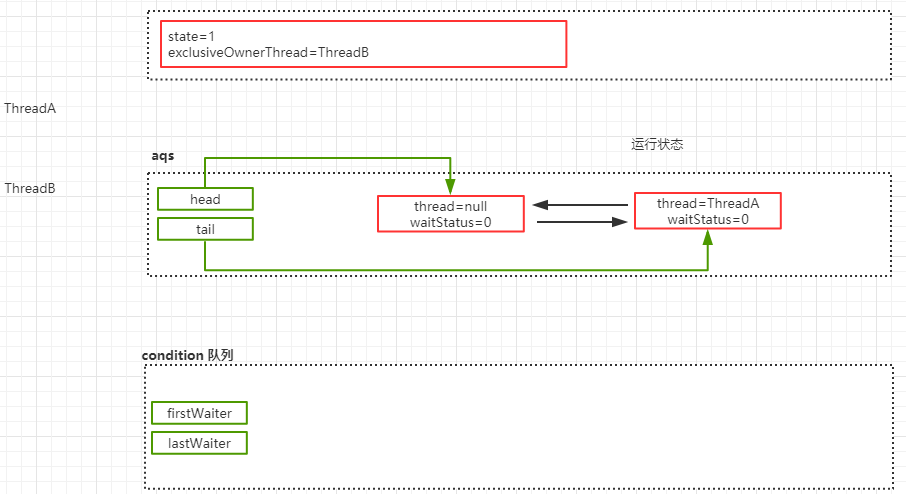 state=1
exclusiveOwnerThread=ThreadB
ThreadA
运行状态
aqs
ThreadB
head
tail
thread=null
waitStatus=0
thread=ThreadA
waitStatus=0
condition 队列
firstWaiter
lastWaiter